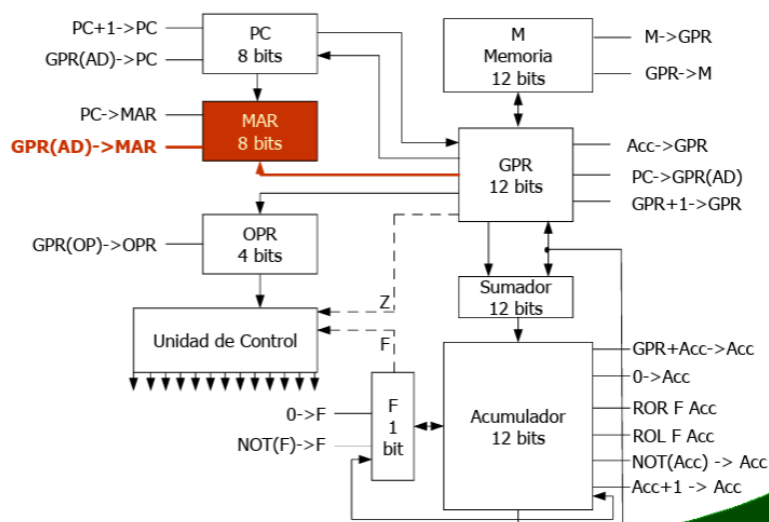 PC+1->PC
GPR(AD)->PC
PC
8 bits
M
Memoria
12 bits
M->GPR
GPR->M
PC->MAR
GPR(AD)->MAR
MAR
8 bits
GPR
12 bits
Acc->GPR
PC->GPR(AD)
GPR+1->GPR
GPR(OP)->OPR
OPR
4 bits
Z
F
Sumador
12 bits
Unidad de Control
0->F
NOT(F)->F
F
1
bit
Acumulador
12 bits
GPR+Acc->Acc
0->Acc
ROR F Acc
ROL F Acc
NOT(Acc) -> Acc
Acc+1 -> Acc